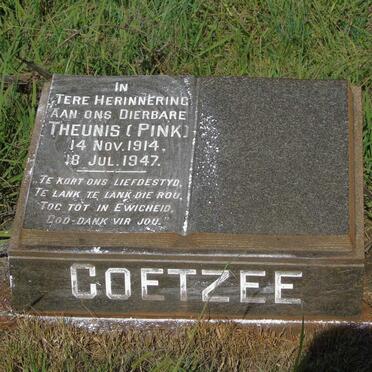 IN
TERE HERINNERING
AAN ONS DIERBARE
THEUNIS (PINK)
14 NOV. 1914.
18 JUL. 1947.
TE KORT ONS LIEFDESTYD,
TE LANK, TE LANK DIE ROU,
TOG TOT IN EWIGHEID,
GOD-DANK VIR JOU.
COETZEE